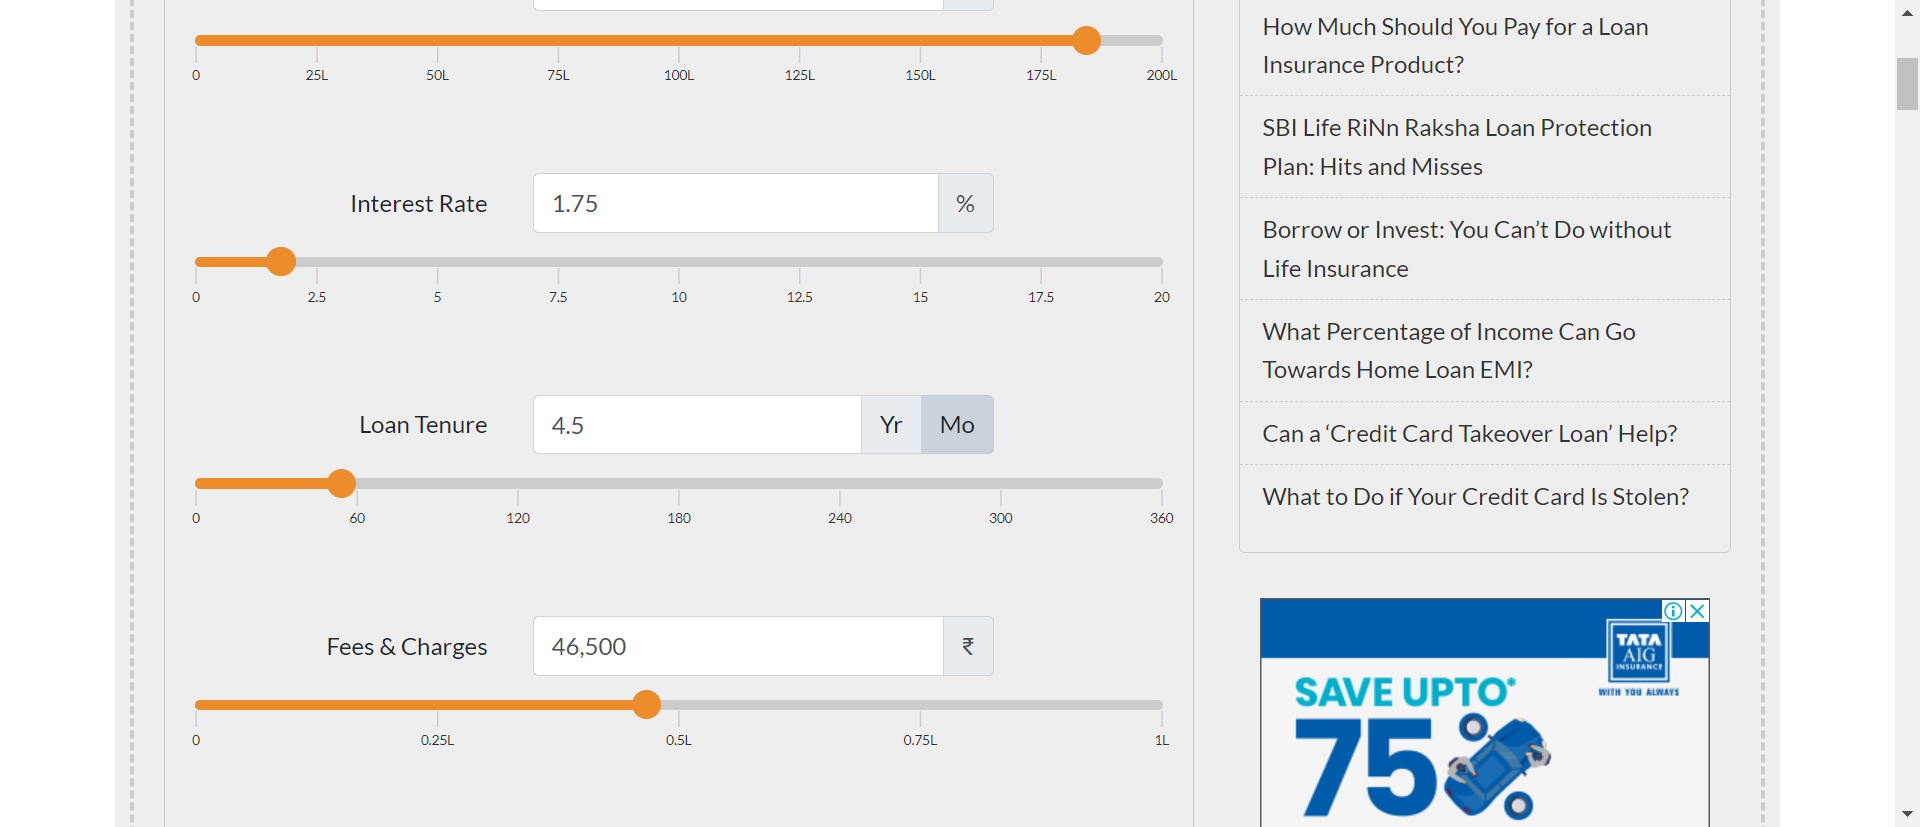 0 25L 50L 75L 100L 125L 150L 175L 200L
Interest Rate 1.75 %
0 2.5 5 7.5 10 12.5 15 17.5 20
Loan Tenure 4.5 Yr Mo
0 60 120 180 240 300 360
Fees & Charges 46,500 ₹
0 0.25L 0.5L 0.75L 1L
How Much Should You Pay for a Loan
Insurance Product?
SBI Life RiNn Raksha Loan Protection
Plan: Hits and Misses
Borrow or Invest: You Can’t Do without
Life Insurance
What Percentage of Income Can Go
Towards Home Loan EMI?
Can a ‘Credit Card Takeover Loan’ Help?
What to Do if Your Credit Card Is Stolen?
TATA
AIG
INSURANCE
WITH YOU ALWAYS
SAVE UPTO*
75%